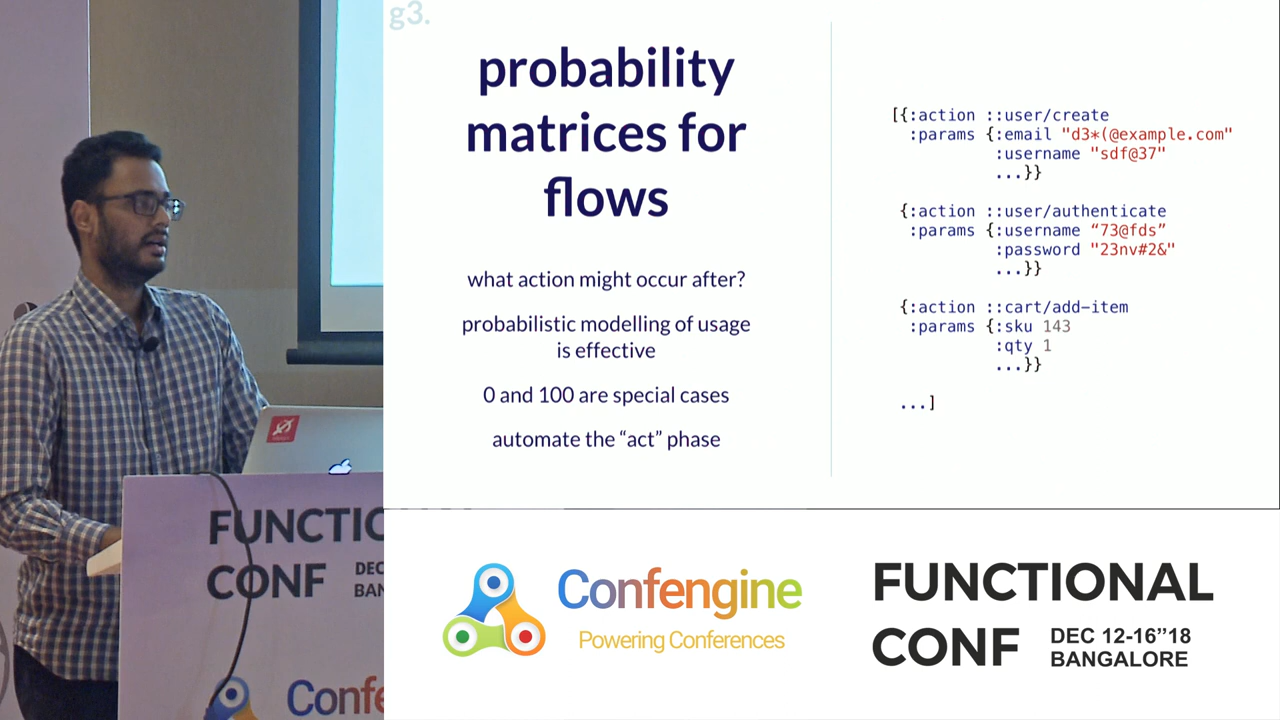 g3.
probability
matrices for
flows
what action might occur after?
probabilistic modelling of usage
is effective
0 and 100 are special cases
automate the “act” phase
[{:action ::user/create
:params {:email "d3*(@example.com"
:username "sdf@37"
...}}
{:action ::user/authenticate
:params {:username “73@fds”
:password "23nv#2&"
...}}
{:action ::cart/add-item
:params {:sku 143
:qty 1
...}}
...]
FUNCTIO
CONF DEC
BAN
Confe
Confengine
Powering Conferences
FUNCTIONAL
CONF DEC 12-16”18
BANGALORE